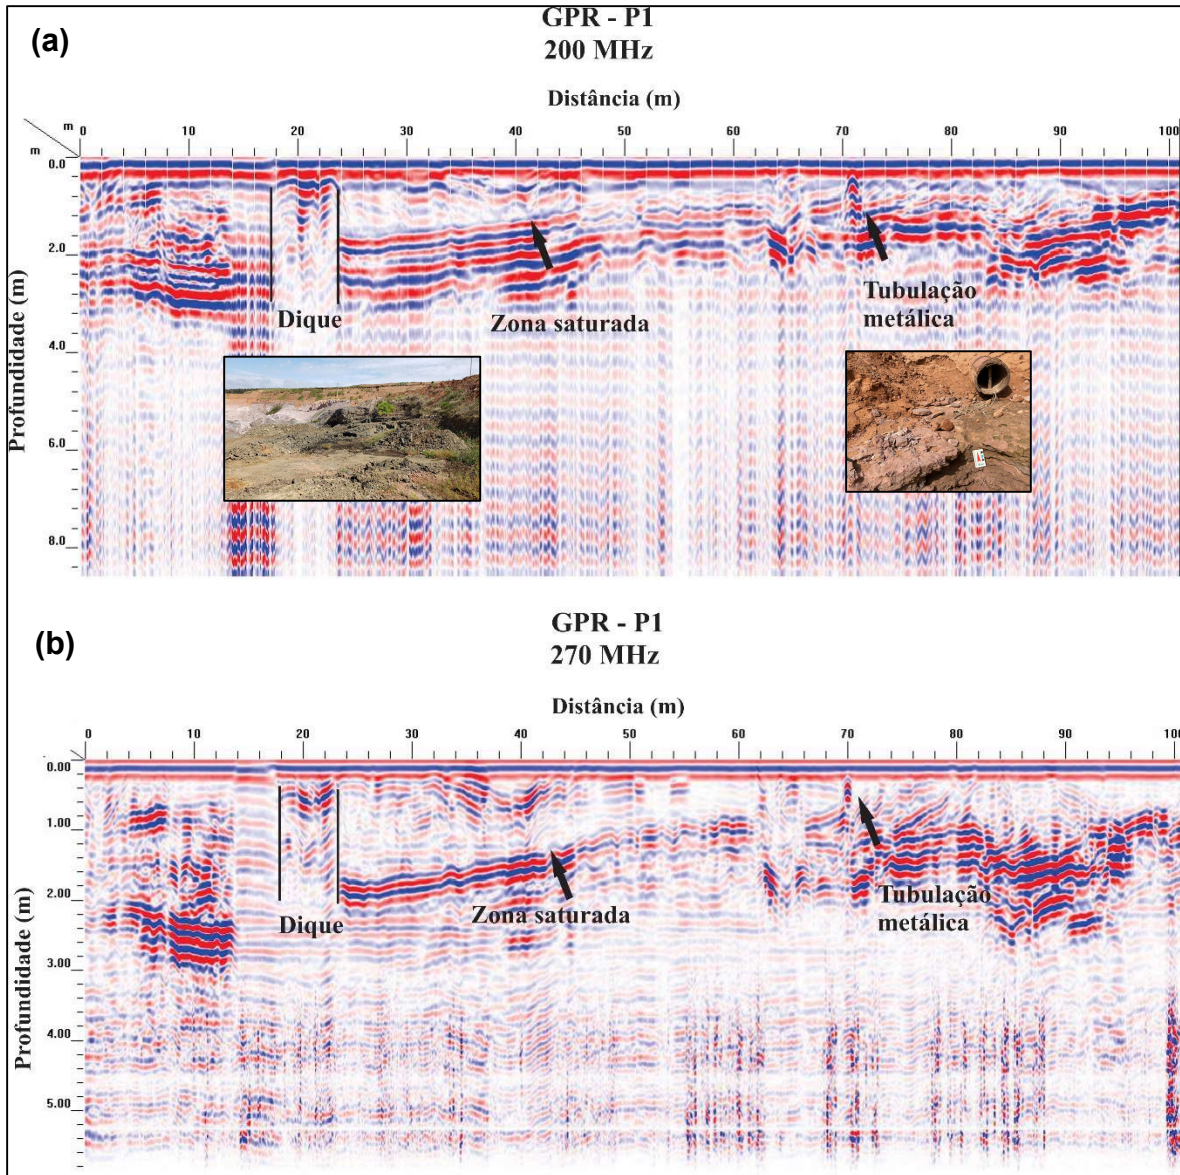 (a)
GPR - P1
200 MHz
Distância (m)
m 0 10 20 30 40 50 60 70 80 90 100
m
0.0
2.0
4.0
6.0
8.0
Profundidade (m)
Dique
Zona saturada
Tubulação
metálica
(b)
GPR - P1
270 MHz
Distância (m)
0 10 20 30 40 50 60 70 80 90 100
0.00
1.00
2.00
3.00
4.00
5.00
Profundidade (m)
Dique
Zona saturada
Tubulação
metálica